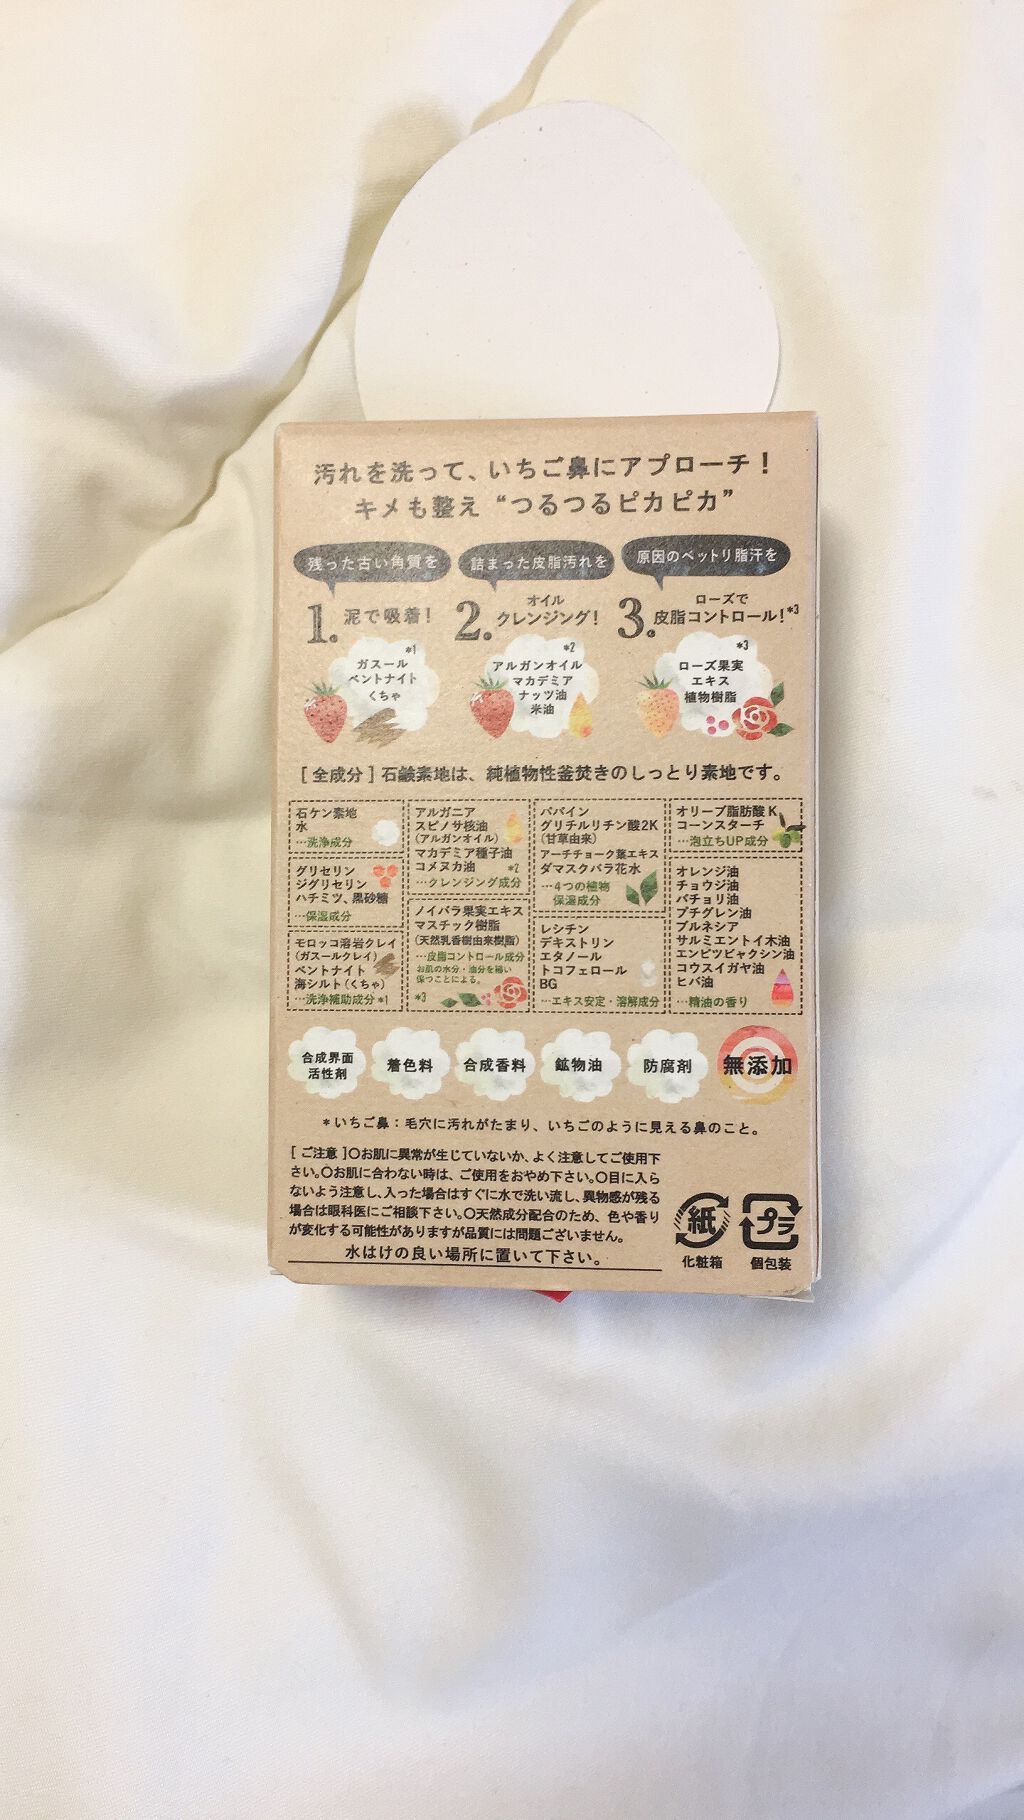 汚れを洗って、いちご鼻にアプローチ！
キメも整え“つるつるピカピカ”
残った古い角質を
1. 泥で吸着！
*1
ガスール
ベントナイト
くちゃ
詰まった皮脂汚れを
2. オイル
クレンジング！
*2
アルガンオイル
マカデミア
ナッツ油
米油
原因のベットリ脂汗を
3. ローズで
皮脂コントロール！*3
*3
ローズ果実
エキス
植物樹脂
[全成分]石鹸素地は、純植物性釜焚きのしっとり素地です。
石ケン素地
水
…洗浄成分
グリセリン
ジグリセリン
ハチミツ、黒砂糖
…保湿成分
モロッコ溶岩クレイ
(ガスールクレイ)
ベントナイト
海シルト(くちゃ)
…洗浄補助成分*1
アルガニア
スピノサ核油
(アルガンオイル)
マカデミア種子油
コメヌカ油 *2
…クレンジング成分
ノイバラ果実エキス
マスチック樹脂
(天然乳香樹由来樹脂)
…皮脂コントロール成分
お肌の水分・油分を補い
保つことによる。
*3
パパイン
グリチルリチン酸2K
(甘草由来)
アーチチョーク葉エキス
ダマスクバラ花水
…4つの植物
保湿成分
レシチン
デキストリン
エタノール
トコフェロール
BG
…エキス安定・溶解成分
オリーブ脂肪酸K
コーンスターチ
…泡立ちUP成分
オレンジ油
チョウジ油
パチョリ油
プチグレン油
ブルネシア
サルミエントイ木油
エンピツビャクシン油
コウスイガヤ油
ヒバ油
…精油の香り
合成界面
活性剤
着色料
合成香料
鉱物油
防腐剤
無添加
*いちご鼻：毛穴に汚れがたまり、いちごのように見える鼻のこと。
[ご注意]○お肌に異常が生じていないか、よく注意してご使用下
さい。○お肌に合わない時は、ご使用をおやめ下さい。○目に入ら
ないよう注意し、入った場合はすぐに水で洗い流し、異物感が残る
場合は眼科医にご相談下さい。○天然成分配合のため、色や香り
が変化する可能性がありますが品質には問題ございません。
水はけの良い場所に置いて下さい。
紙
化粧箱
プラ
個包装